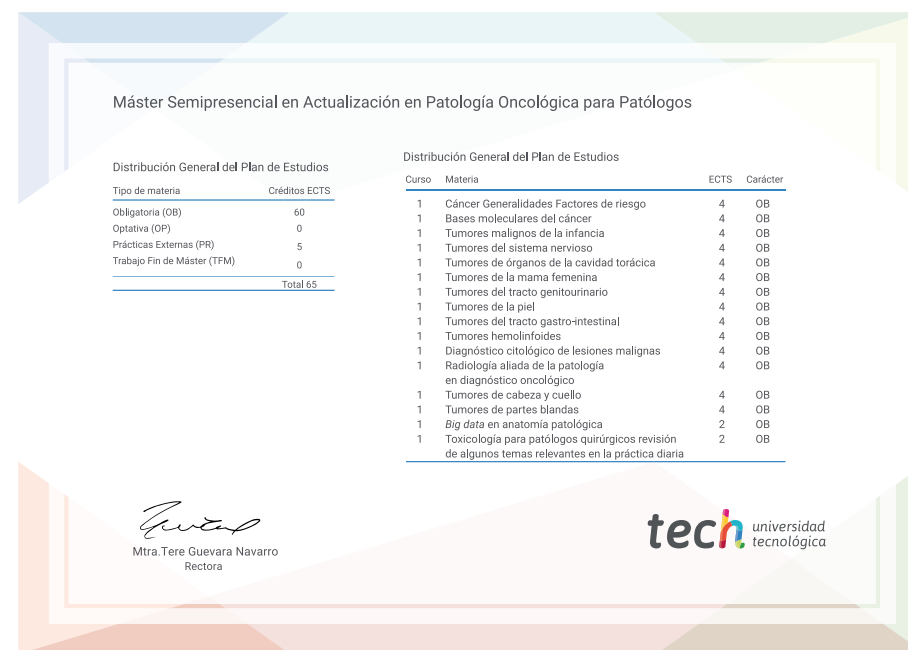 Máster Semipresencial en Actualización en Patología Oncológica para Patólogos
Distribución General del Plan de Estudios
Tipo de materia Créditos ECTS
Obligatoria (OB) 60
Optativa (OP) 0
Prácticas Externas (PR) 5
Trabajo Fin de Máster (TFM) 0
Total 65
Distribución General del Plan de Estudios
Curso Materia ECTS Carácter
1 Cáncer Generalidades Factores de riesgo 4 OB
1 Bases moleculares del cáncer 4 OB
1 Tumores malignos de la infancia 4 OB
1 Tumores del sistema nervioso 4 OB
1 Tumores de órganos de la cavidad torácica 4 OB
1 Tumores de la mama femenina 4 OB
1 Tumores del tracto genitourinario 4 OB
1 Tumores de la piel 4 OB
1 Tumores del tracto gastro-intestinal 4 OB
1 Tumores hemolinfoides 4 OB
1 Diagnóstico citológico de lesiones malignas 4 OB
1 Radiología aliada de la patología 4 OB
en diagnóstico oncológico
1 Tumores de cabeza y cuello 4 OB
1 Tumores de partes blandas 4 OB
1 Big data en anatomía patológica 2 OB
1 Toxicología para patólogos quirúrgicos revisión 2 OB
de algunos temas relevantes en la práctica diaria
Mtra.Tere Guevara Navarro
Rectora
tech universidad
tecnológica